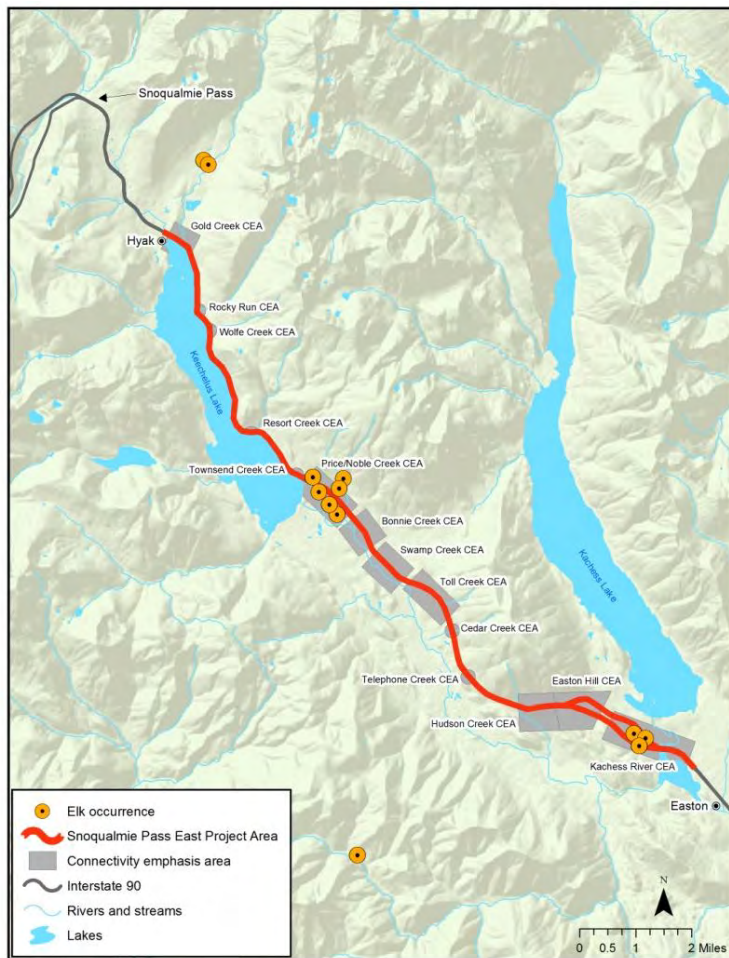 Snoqualmie Pass
Gold Creek CEA
Hyak
Rocky Run CEA
Wolfe Creek CEA
Keechelus Lake
Resort Creek CEA
Townsend Creek CEA
Price/Noble Creek CEA
Bonnie Creek CEA
Swamp Creek CEA
Kachess Lake
Toll Creek CEA
Cedar Creek CEA
Telephone Creek CEA
Easton Hill CEA
Hudson Creek CEA
Kachess River CEA
Easton
Elk occurrence
Snoqualmie Pass East Project Area
Connectivity emphasis area
Interstate 90
Rivers and streams
Lakes
N
0 0.5 1 2 Miles